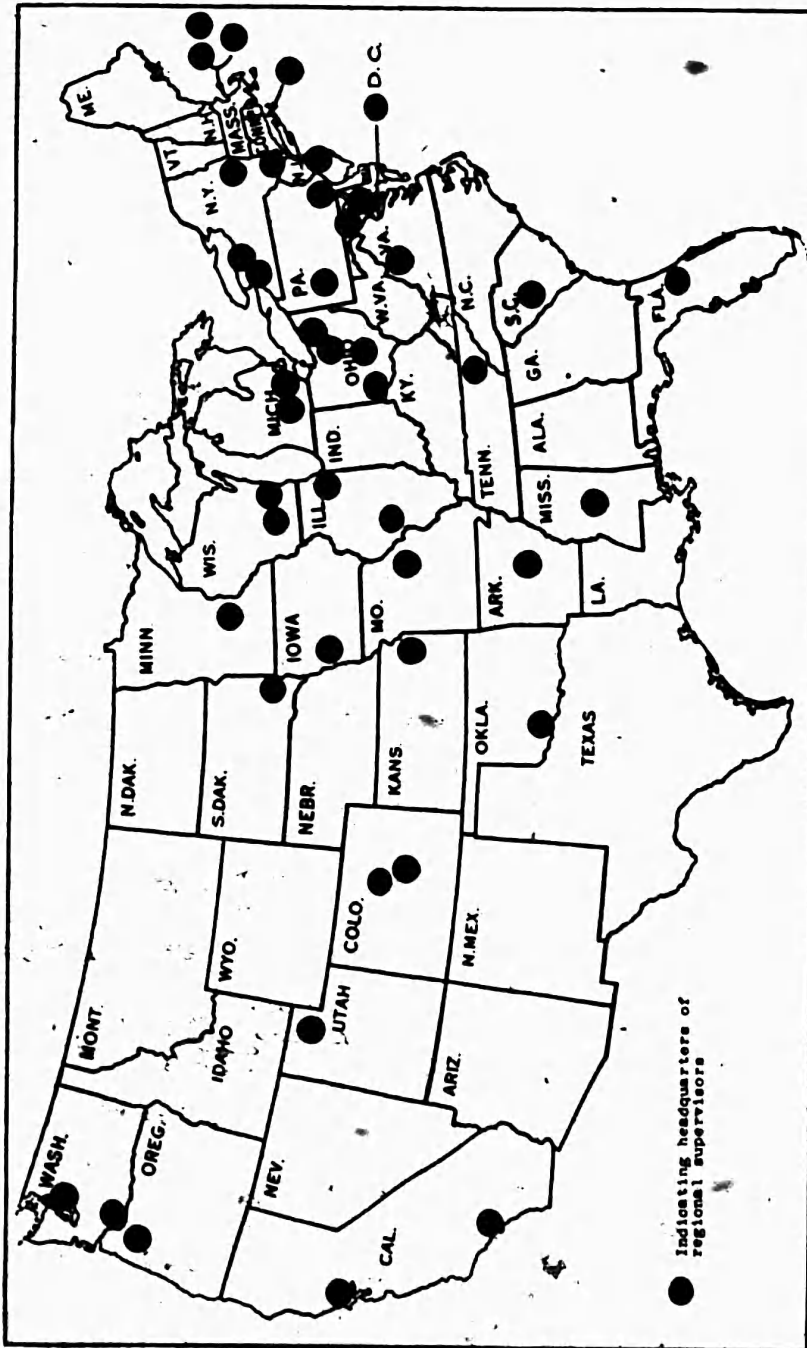 WASH.
MONT.
N.DAK.
MINN.
ME.
VT.
N.H.
OREG.
IDAHO
WYO.
S.DAK.
WIS.
MICH.
N.Y.
MASS.
CONN.
NEV.
UTAH
COLO.
NEBR.
IOWA
ILL.
IND.
OHIO
PA.
N.J.
CAL.
ARIZ.
N.MEX.
KANS.
MO.
KY.
W.VA.
VA.
D.C.
OKLA.
ARK.
TENN.
N.C.
TEXAS
LA.
MISS.
ALA.
GA.
S.C.
FLA.
Indicating headquarters of
regional supervisors